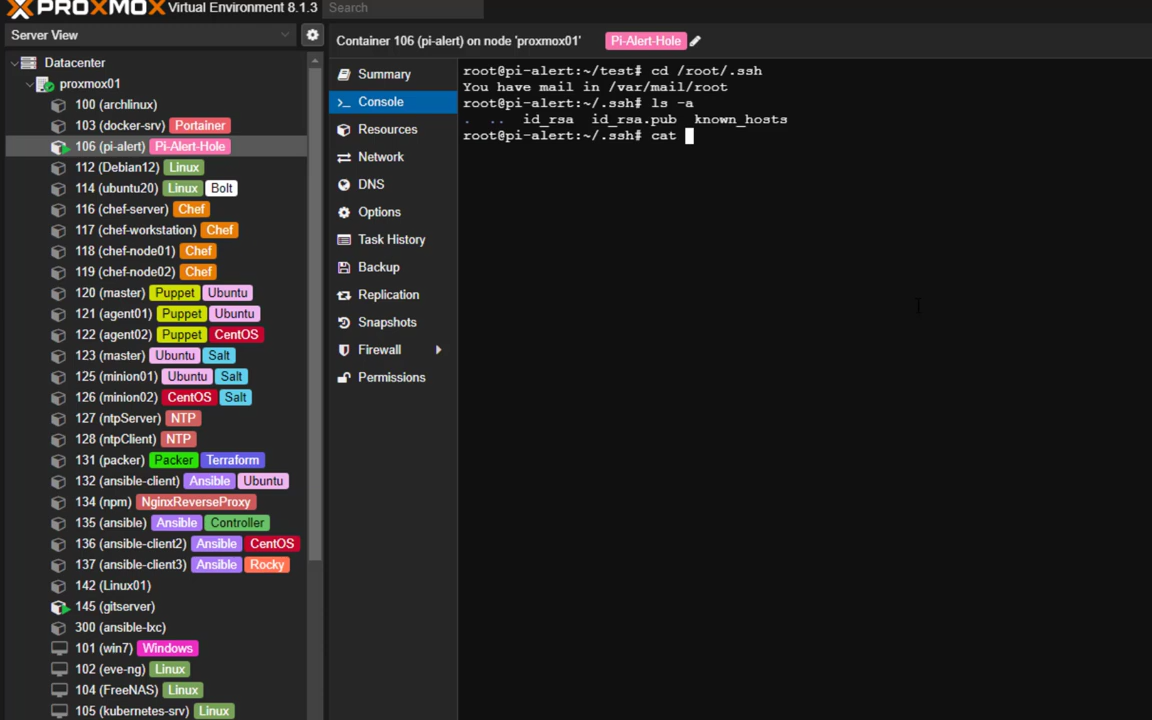 PROXMOX Virtual Environment 8.1.3 Search
Server View
Container 106 (pi-alert) on node 'proxmox01' Pi-Alert-Hole
Datacenter
proxmox01
100 (archlinux)
103 (docker-srv) Portainer
106 (pi-alert) Pi-Alert-Hole
112 (Debian12) Linux
114 (ubuntu20) Linux Bolt
116 (chef-server) Chef
117 (chef-workstation) Chef
118 (chef-node01) Chef
119 (chef-node02) Chef
120 (master) Puppet Ubuntu
121 (agent01) Puppet Ubuntu
122 (agent02) Puppet CentOS
123 (master) Ubuntu Salt
125 (minion01) Ubuntu Salt
126 (minion02) CentOS Salt
127 (ntpServer) NTP
128 (ntpClient) NTP
131 (packer) Packer Terraform
132 (ansible-client) Ansible Ubuntu
134 (npm) NginxReverseProxy
135 (ansible) Ansible Controller
136 (ansible-client2) Ansible CentOS
137 (ansible-client3) Ansible Rocky
142 (Linux01)
145 (gitserver)
300 (ansible-lxc)
101 (win7) Windows
102 (eve-ng) Linux
104 (FreeNAS) Linux
105 (kubernetes-srv) Linux
Summary
>_ Console
Resources
Network
DNS
Options
Task History
Backup
Replication
Snapshots
Firewall
Permissions
root@pi-alert:~/test# cd /root/.ssh
You have mail in /var/mail/root
root@pi-alert:~/.ssh# ls -a
. .. id_rsa id_rsa.pub known_hosts
root@pi-alert:~/.ssh# cat